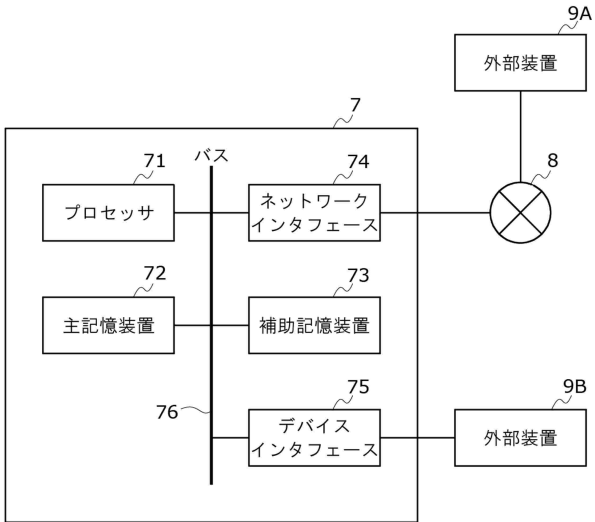 9A
外部装置
7
バス
71
74
8
プロセッサ
ネットワーク
インタフェース
72
73
主記憶装置
補助記憶装置
75
9B
76
デバイス
インタフェース
外部装置